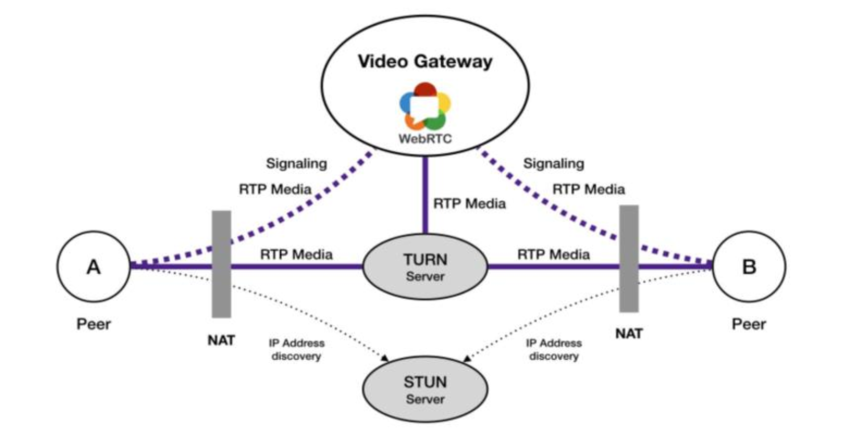 Video Gateway
WebRTC
Signaling
Signaling
RTP Media
RTP Media
RTP Media
RTP Media
RTP Media
A
TURN
Server
B
Peer
Peer
NAT
NAT
IP Address
discovery
IP Address
discovery
STUN
Server